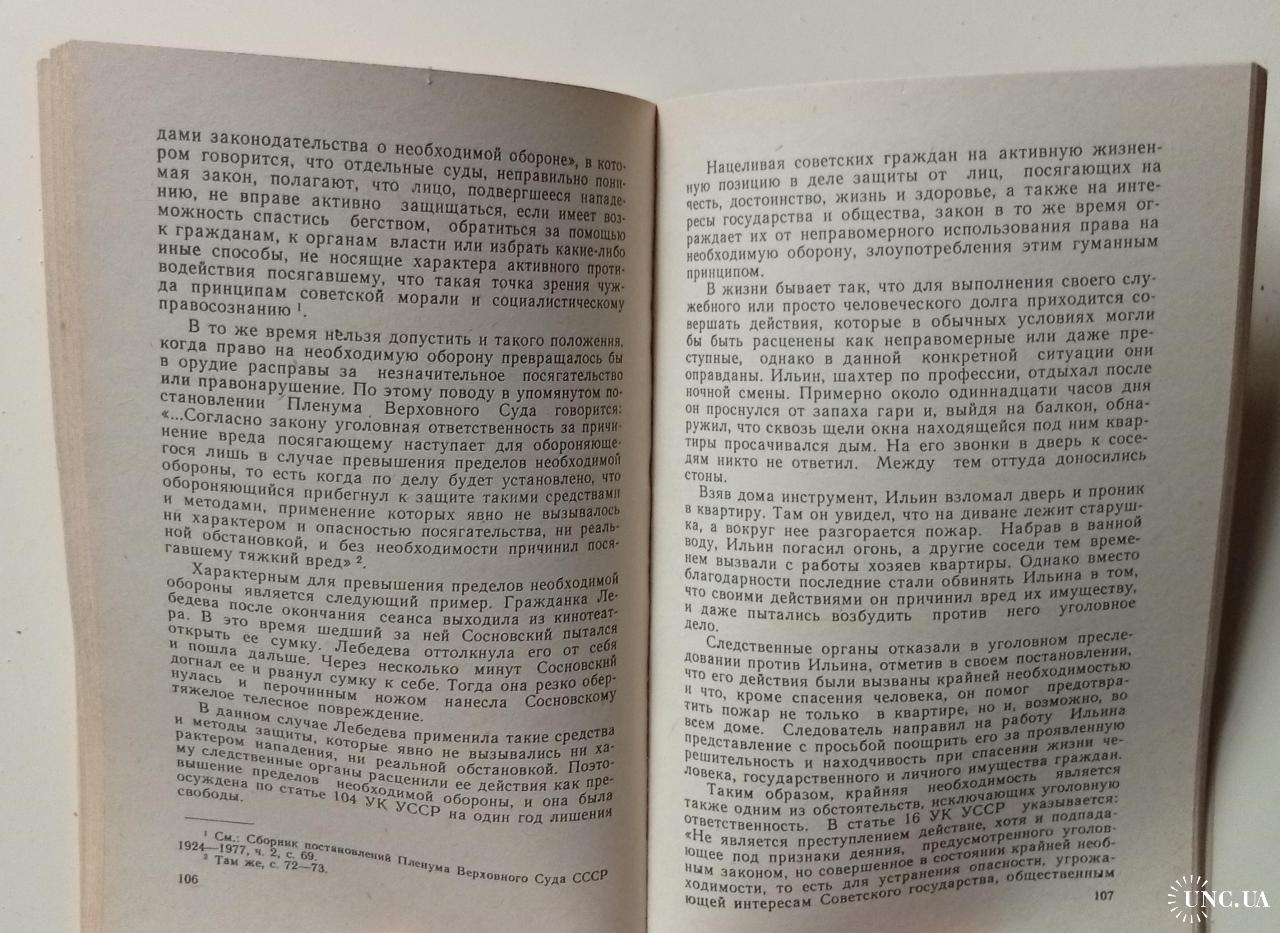 дами законодательства о необходимой обороне», в кото-
ром говорится, что отдельные суды, неправильно пони-
мая закон, полагают, что лицо, подвергшееся нападе-
нию, не вправе активно защищаться, если имеет воз-
можность спастись бегством, обратиться за помощью
к гражданам, к органам власти или избрать какие-либо
иные способы, не носящие характера активного проти-
водействия посягавшему, что такая точка зрения чуж-
да принципам советской морали и социалистическому
правосознанию ¹.
В то же время нельзя допустить и такого положения,
когда право на необходимую оборону превращалось бы
в орудие расправы за незначительное посягательство
или правонарушение. По этому поводу в упомянутом по-
становлении Пленума Верховного Суда говорится:
«...Согласно закону уголовная ответственность за причи-
нение вреда посягающему наступает для обороняюще-
гося лишь в случае превышения пределов необходимой
обороны, то есть когда по делу будет установлено, что
обороняющийся прибегнул к защите такими средствами
и методами, применение которых явно не вызывалось
ни характером и опасностью посягательства, ни реаль-
ной обстановкой, и без необходимости причинил пося-
гавшему тяжкий вред» ².
Характерным для превышения пределов необходимой
обороны является следующий пример. Гражданка Ле-
бедева после окончания сеанса выходила из кинотеат-
ра. В это время шедший за ней Сосновский пытался
открыть ее сумку. Лебедева оттолкнула его от себя
и пошла дальше. Через несколько минут Сосновский
догнал ее и рванул сумку к себе. Тогда она резко обер-
нулась и перочинным ножом нанесла Сосновскому
тяжелое телесное повреждение.
В данном случае Лебедева применила такие средства
и методы защиты, которые явно не вызывались ни ха-
рактером нападения, ни реальной обстановкой. Поэто-
му следственные органы расценили ее действия как пре-
вышение пределов необходимой обороны, и она была
осуждена по статье 104 УК УССР на один год лишения
свободы.
¹ См.: Сборник постановлений Пленума Верховного Суда СССР
1924—1977, ч. 2, с. 69.
² Там же, с. 72—73.
106
Нацеливая советских граждан на активную жизнен-
ную позицию в деле защиты от лиц, посягающих на
честь, достоинство, жизнь и здоровье, а также на инте-
ресы государства и общества, закон в то же время ог-
раждает их от неправомерного использования права на
необходимую оборону, злоупотребления этим гуманным
принципом.
В жизни бывает так, что для выполнения своего слу-
жебного или просто человеческого долга приходится со-
вершать действия, которые в обычных условиях могли
бы быть расценены как неправомерные или даже пре-
ступные, однако в данной конкретной ситуации они
оправданы. Ильин, шахтер по профессии, отдыхал после
ночной смены. Примерно около одиннадцати часов дня
он проснулся от запаха гари и, выйдя на балкон, обна-
ружил, что сквозь щели окна находящейся под ним квар-
тиры просачивался дым. На его звонки в дверь к сосе-
дям никто не ответил. Между тем оттуда доносились
стоны.
Взяв дома инструмент, Ильин взломал дверь и проник
в квартиру. Там он увидел, что на диване лежит старуш-
ка, а вокруг нее разгорается пожар. Набрав в ванной
воду, Ильин погасил огонь, а другие соседи тем време-
нем вызвали с работы хозяев квартиры. Однако вместо
благодарности последние стали обвинять Ильина в том,
что своими действиями он причинил вред их имуществу,
и даже пытались возбудить против него уголовное
дело.
Следственные органы отказали в уголовном пресле-
довании против Ильина, отметив в своем постановлении,
что его действия были вызваны крайней необходимостью
и что, кроме спасения человека, он помог предотвра-
тить пожар не только в квартире, но и, возможно, во
всем доме. Следователь направил на работу Ильина
представление с просьбой поощрить его за проявленную
решительность и находчивость при спасении жизни че-
ловека, государственного и личного имущества граждан.
Таким образом, крайняя необходимость является
также одним из обстоятельств, исключающих уголовную
ответственность. В статье 16 УК УССР указывается:
«Не является преступлением действие, хотя и подпада-
ющее под признаки деяния, предусмотренного уголов-
ным законом, но совершенное в состоянии крайней необ-
ходимости, то есть для устранения опасности, угрожа-
ющей интересам Советского государства, общественным
107
UNC.UA